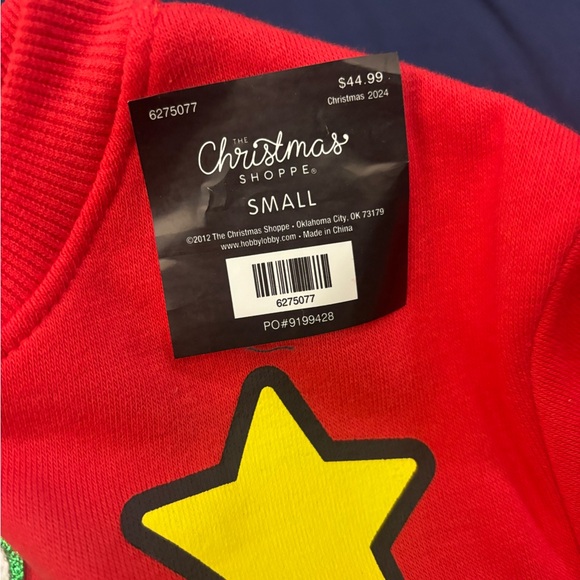 6275077
$44.99
Christmas 2024
THE
Christmas
SHOPPE®
SMALL
©2012 The Christmas Shoppe • Oklahoma City, OK 73179
www.hobbylobby.com • Made in China
6275077
PO#9199428